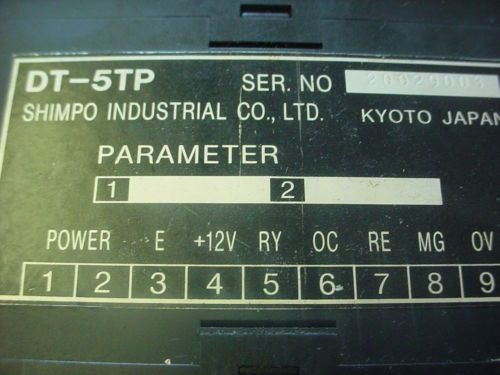 DT-5TP SER. NO 20029003
SHIMPO INDUSTRIAL CO., LTD. KYOTO JAPAN
PARAMETER
1 2
POWER E +12V RY OC RE MG OV
1 2 3 4 5 6 7 8 9